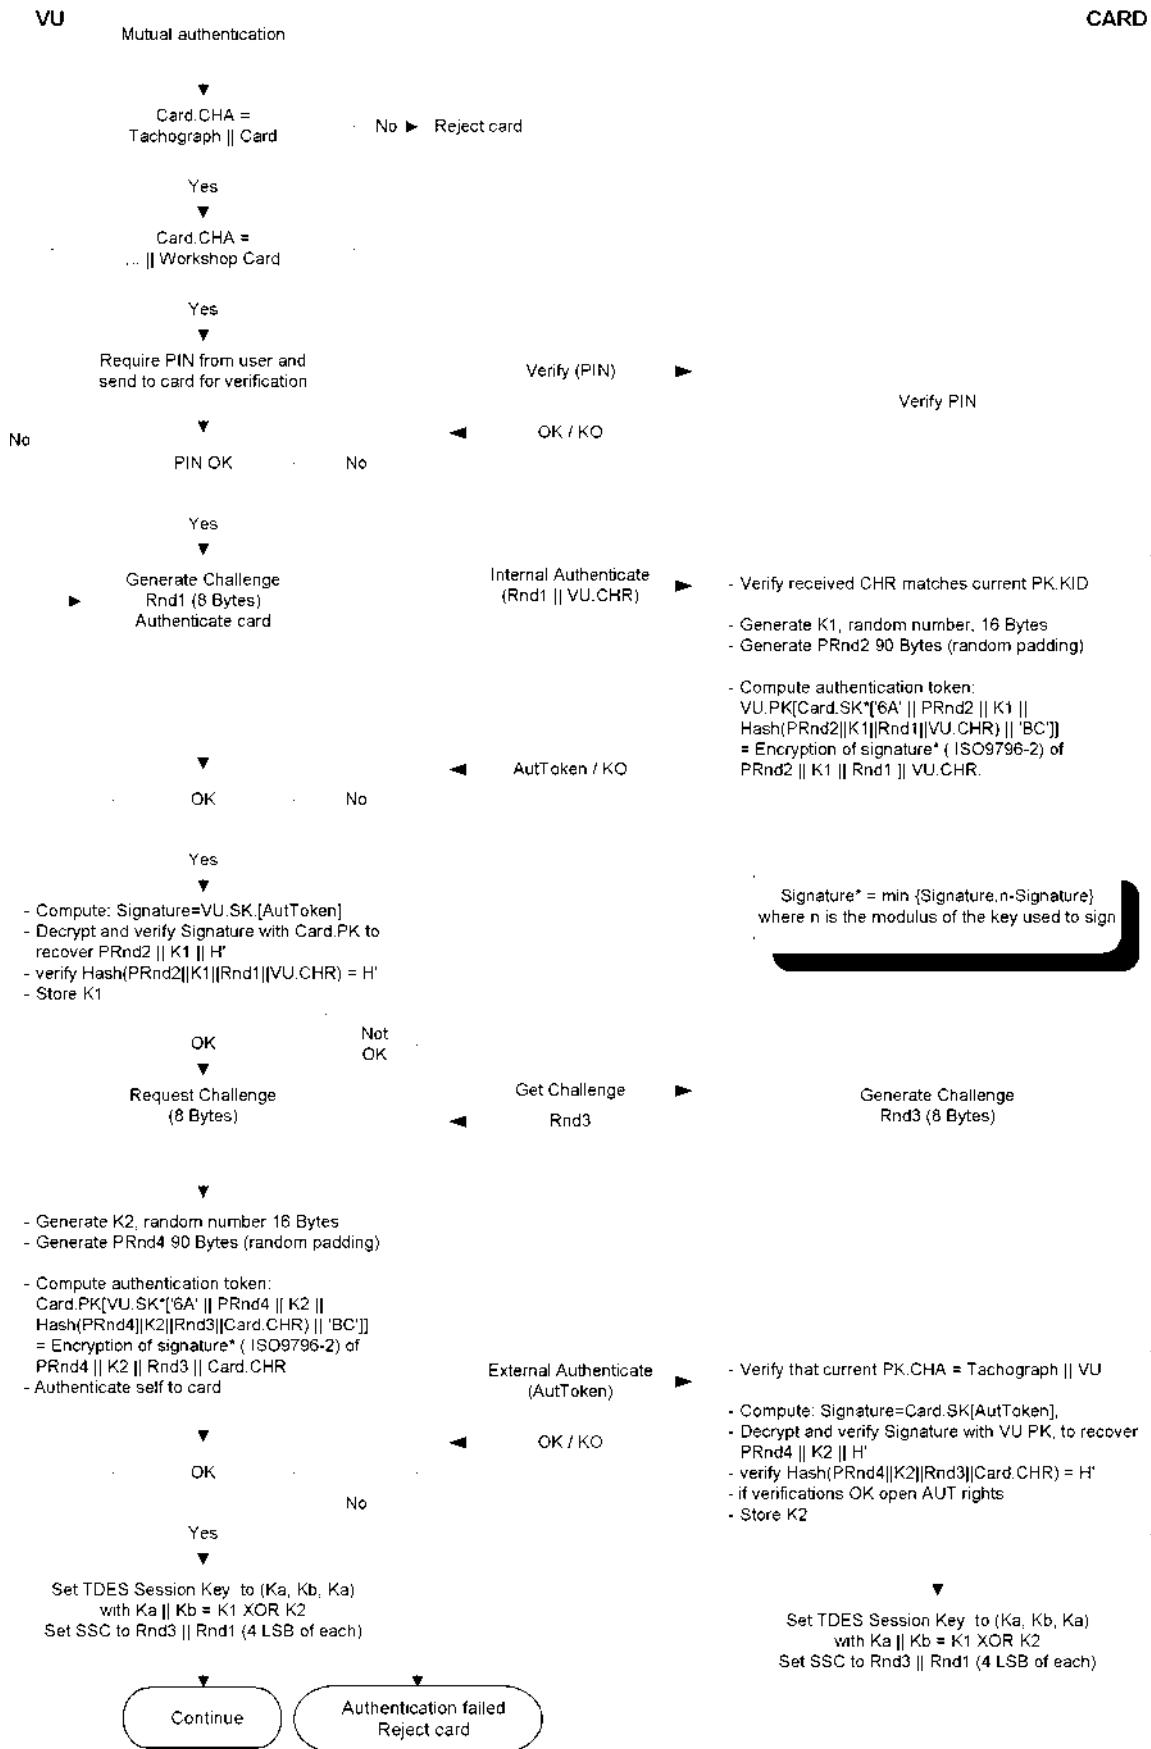 VU
CARD
Mutual authentication
Card.CHA =
Tachograph || Card
No
Reject card
Yes
Card.CHA =
... || Workshop Card
Yes
Require PIN from user and
send to card for verification
Verify (PIN)
Verify PIN
No
OK / KO
PIN OK
No
Yes
Generate Challenge
Rnd1 (8 Bytes)
Authenticate card
Internal Authenticate
(Rnd1 || VU.CHR)
- Verify received CHR matches current PK.KID
- Generate K1, random number, 16 Bytes
- Generate PRnd2 90 Bytes (random padding)
- Compute authentication token:
VU.PK[Card.SK*['6A' || PRnd2 || K1 ||
Hash(PRnd2||K1||Rnd1||VU.CHR) || 'BC']]
= Encryption of signature* ( ISO9796-2) of
PRnd2 || K1 || Rnd1 ]| VU.CHR.
AutToken / KO
OK
No
Yes
- Compute: Signature=VU.SK.[AutToken]
- Decrypt and verify Signature with Card.PK to
recover PRnd2 || K1 || H'
- verify Hash(PRnd2||K1||Rnd1||VU.CHR) = H'
- Store K1
Signature* = min {Signature,n-Signature}
where n is the modulus of the key used to sign
OK
Not
OK
Request Challenge
(8 Bytes)
Get Challenge
Rnd3
Generate Challenge
Rnd3 (8 Bytes)
- Generate K2, random number 16 Bytes
- Generate PRnd4 90 Bytes (random padding)
- Compute authentication token:
Card.PK[VU.SK*['6A' || PRnd4 || K2 ||
Hash(PRnd4||K2||Rnd3||Card.CHR) || 'BC']]
= Encryption of signature* ( ISO9796-2) of
PRnd4 || K2 || Rnd3 || Card.CHR
- Authenticate self to card
External Authenticate
(AutToken)
- Verify that current PK.CHA = Tachograph || VU
- Compute: Signature=Card.SK[AutToken],
- Decrypt and verify Signature with VU PK, to recover
PRnd4 || K2 || H'
- verify Hash(PRnd4||K2||Rnd3||Card.CHR) = H'
- if verifications OK open AUT rights
- Store K2
OK / KO
OK
No
Yes
Set TDES Session Key to (Ka, Kb, Ka)
with Ka || Kb = K1 XOR K2
Set SSC to Rnd3 || Rnd1 (4 LSB of each)
Set TDES Session Key to (Ka, Kb, Ka)
with Ka || Kb = K1 XOR K2
Set SSC to Rnd3 || Rnd1 (4 LSB of each)
Continue
Authentication failed
Reject card